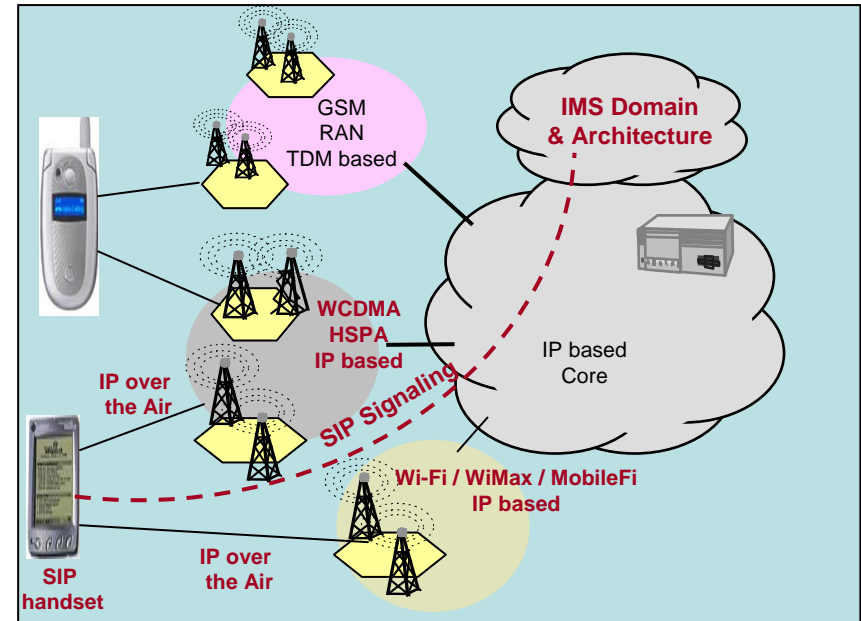 GSM
RAN
TDM based
IMS Domain
& Architecture
WCDMA
HSPA
IP based
IP based
Core
IP over
the Air
SIP Signaling
Wi-Fi / WiMax / MobileFi
IP based
IP over
the Air
SIP
handset